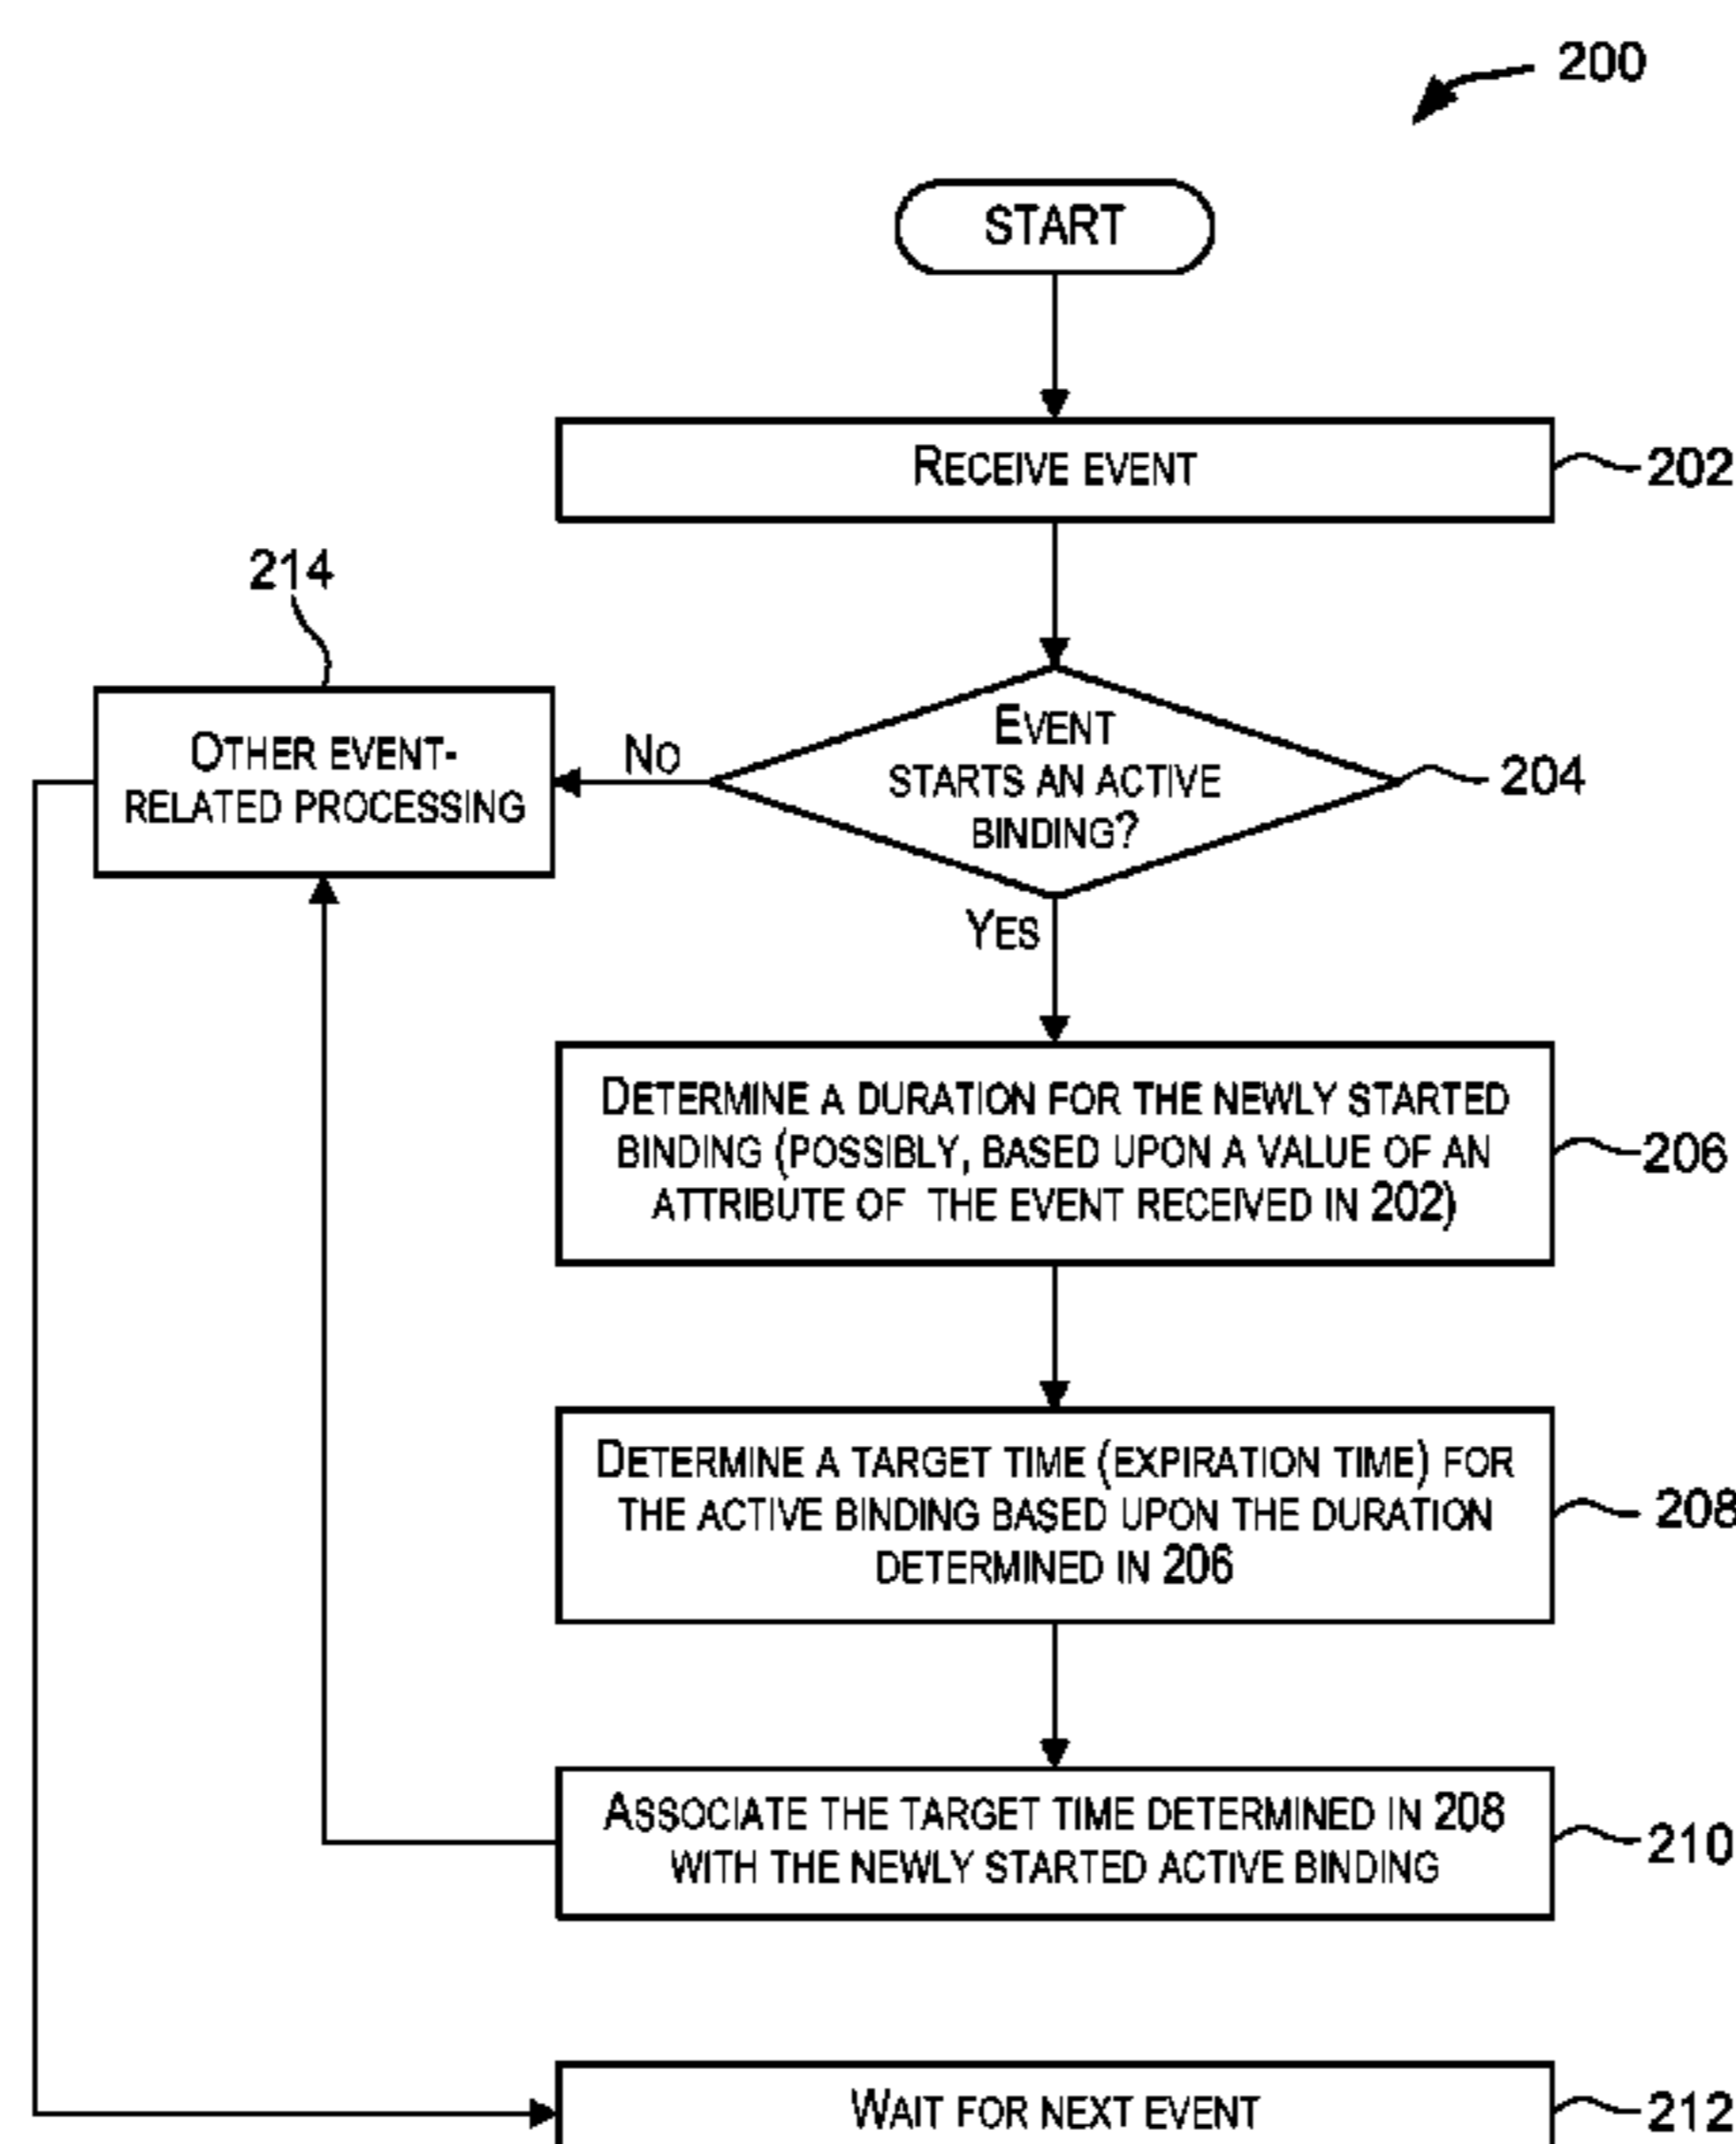 200
START
RECEIVE EVENT
202
214
OTHER EVENT-
RELATED PROCESSING
NO
EVENT
STARTS AN ACTIVE
BINDING?
204
YES
DETERMINE A DURATION FOR THE NEWLY STARTED
BINDING (POSSIBLY, BASED UPON A VALUE OF AN
ATTRIBUTE OF THE EVENT RECEIVED IN 202)
206
DETERMINE A TARGET TIME (EXPIRATION TIME) FOR
THE ACTIVE BINDING BASED UPON THE DURATION
DETERMINED IN 206
208
ASSOCIATE THE TARGET TIME DETERMINED IN 208
WITH THE NEWLY STARTED ACTIVE BINDING
210
WAIT FOR NEXT EVENT
212